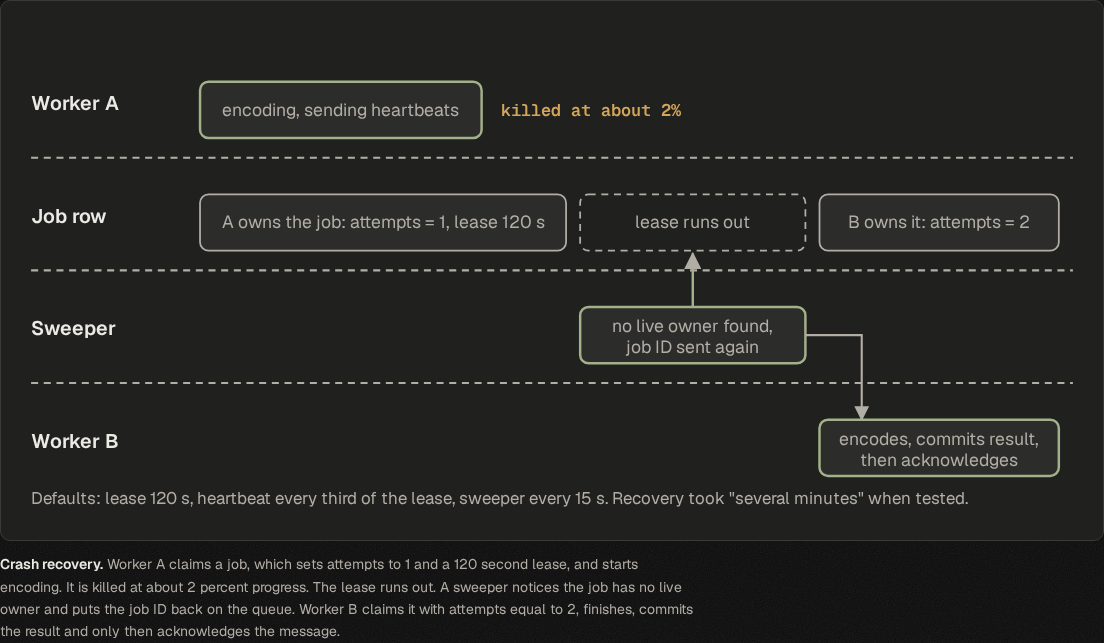 Worker A
encoding, sending heartbeats
killed at about 2%
Job row
A owns the job: attempts = 1, lease 120 s
lease runs out
B owns it: attempts = 2
Sweeper
no live owner found,
job ID sent again
Worker B
encodes, commits result,
then acknowledges
Defaults: lease 120 s, heartbeat every third of the lease, sweeper every 15 s. Recovery took "several minutes" when tested.
Crash recovery. Worker A claims a job, which sets attempts to 1 and a 120 second lease, and starts
encoding. It is killed at about 2 percent progress. The lease runs out. A sweeper notices the job has no live
owner and puts the job ID back on the queue. Worker B claims it with attempts equal to 2, finishes, commits
the result and only then acknowledges the message.